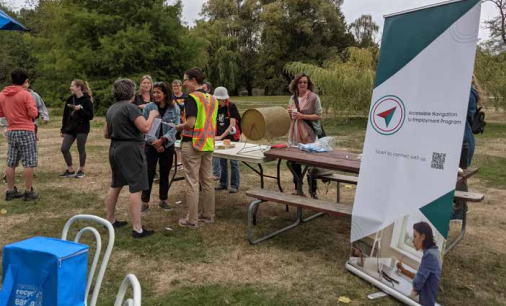 Accessible Navigation
to Employment Program
Scan to connect with us
recycle